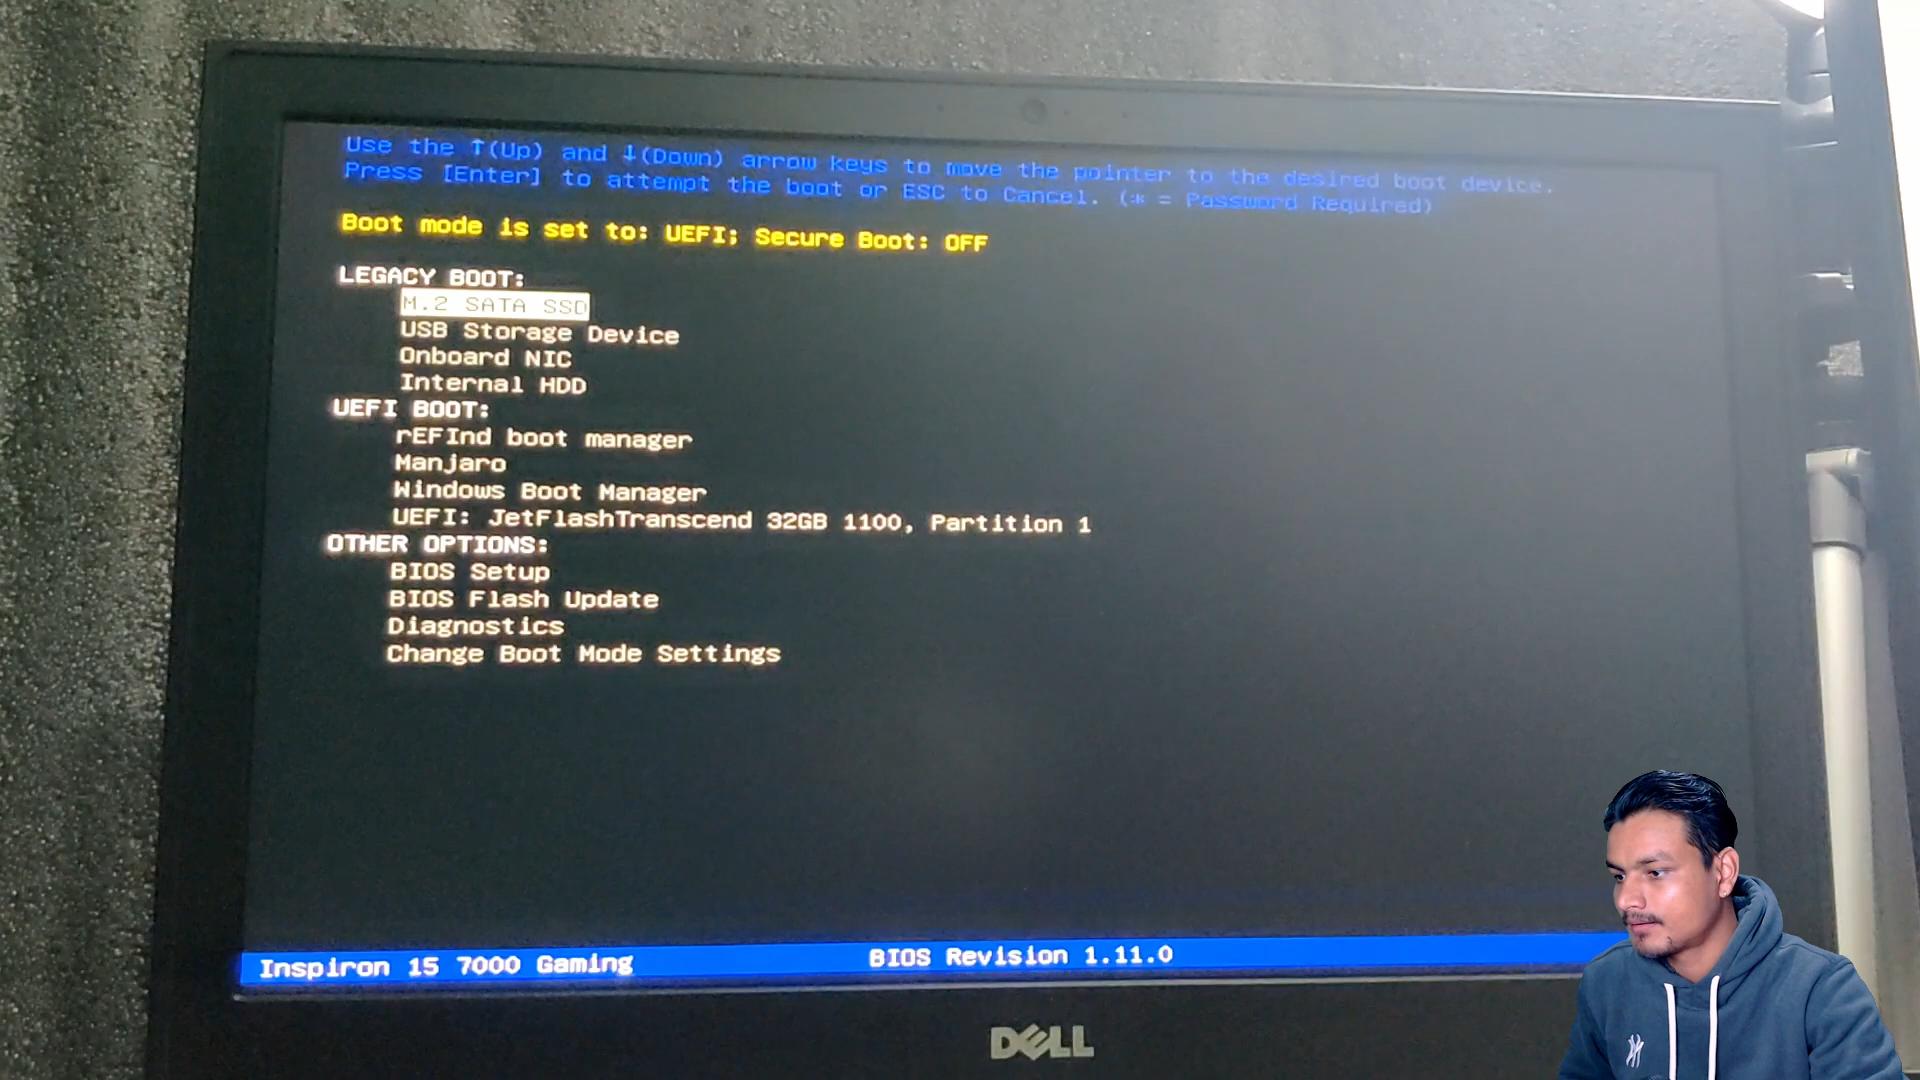 Use the ↑(Up) and ↓(Down) arrow keys to move the pointer to the desired boot device.
Press [Enter] to attempt the boot or ESC to Cancel. (* = Password Required)
Boot mode is set to: UEFI; Secure Boot: OFF
LEGACY BOOT:
M.2 SATA SSD
USB Storage Device
Onboard NIC
Internal HDD
UEFI BOOT:
rEFInd boot manager
Manjaro
Windows Boot Manager
UEFI: JetFlashTranscend 32GB 1100, Partition 1
OTHER OPTIONS:
BIOS Setup
BIOS Flash Update
Diagnostics
Change Boot Mode Settings
Inspiron 15 7000 Gaming
BIOS Revision 1.11.0
DELL